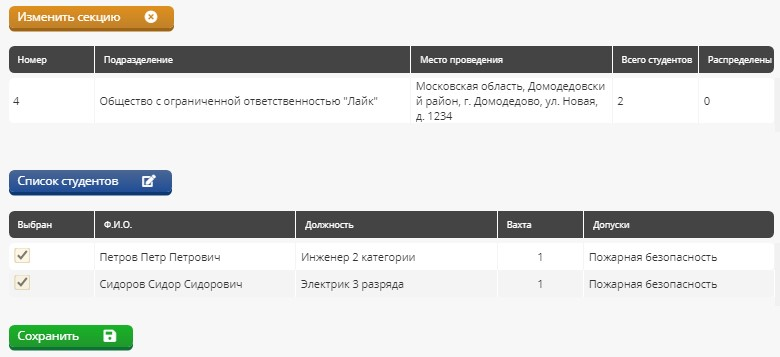 Изменить секцию
Номер Подразделение Место проведения Всего студентов Распределены
4 Общество с ограниченной ответственностью "Лайк" Московская область, Домодедовски
й район, г. Домодедово, ул. Новая,
д. 1234 2 0
Список студентов
Выбран Ф.И.О. Должность Вахта Допуски
Петров Петр Петрович Инженер 2 категории 1 Пожарная безопасность
Сидоров Сидор Сидорович Электрик 3 разряда 1 Пожарная безопасность
Сохранить